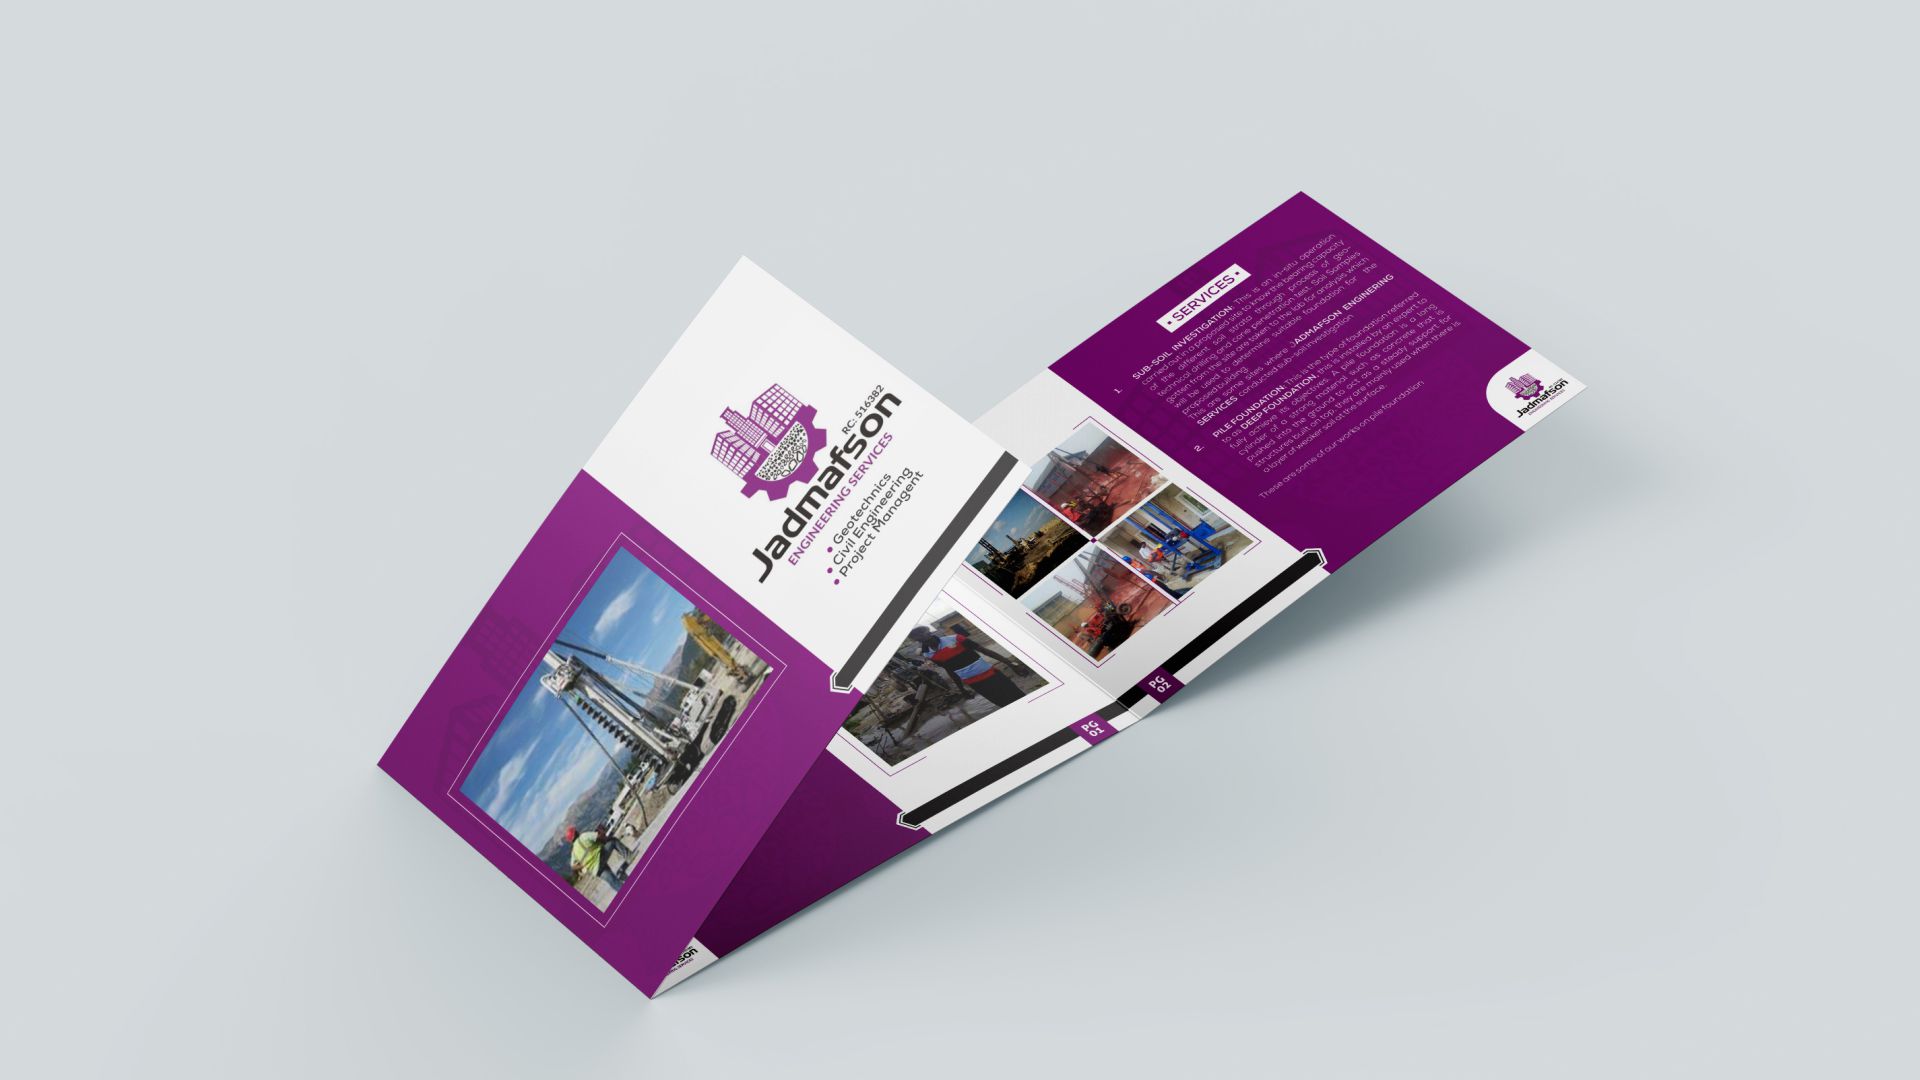 RC: 516382
Jadmafson
ENGINEERING SERVICES
• Geotechnics
• Civil Engineering
• Project Managent
PG
01
PG
02
• SERVICES •
1. SUB-SOIL INVESTIGATION: This is an in-situ operation
carried out in a proposed site to know the bearing capacity
of the different soil strata through process of geo-
technical drilling and cone penetration test. Soil Samples
gotten from the site are taken to the lab for analysis which
will be used to determine suitable foundation for the
proposed building.
This are some sites where JADMAFSON ENGINERING
SERVICES conducted sub-soil investigation
2. PILE FOUNDATION: this is the type of foundation referred
to as DEEP FOUNDATION, this is installed by an expert to
fully achieve its objectives. A pile foundation is a long
cylinder of a strong material such as concrete that is
pushed into the ground to act as a steady support for
structures built on top, they are mainly used when there is
a layer of weaker soil at the surface.
These are some of our works on pile foundation
Jadmafson
ENGINEERING SERVICES